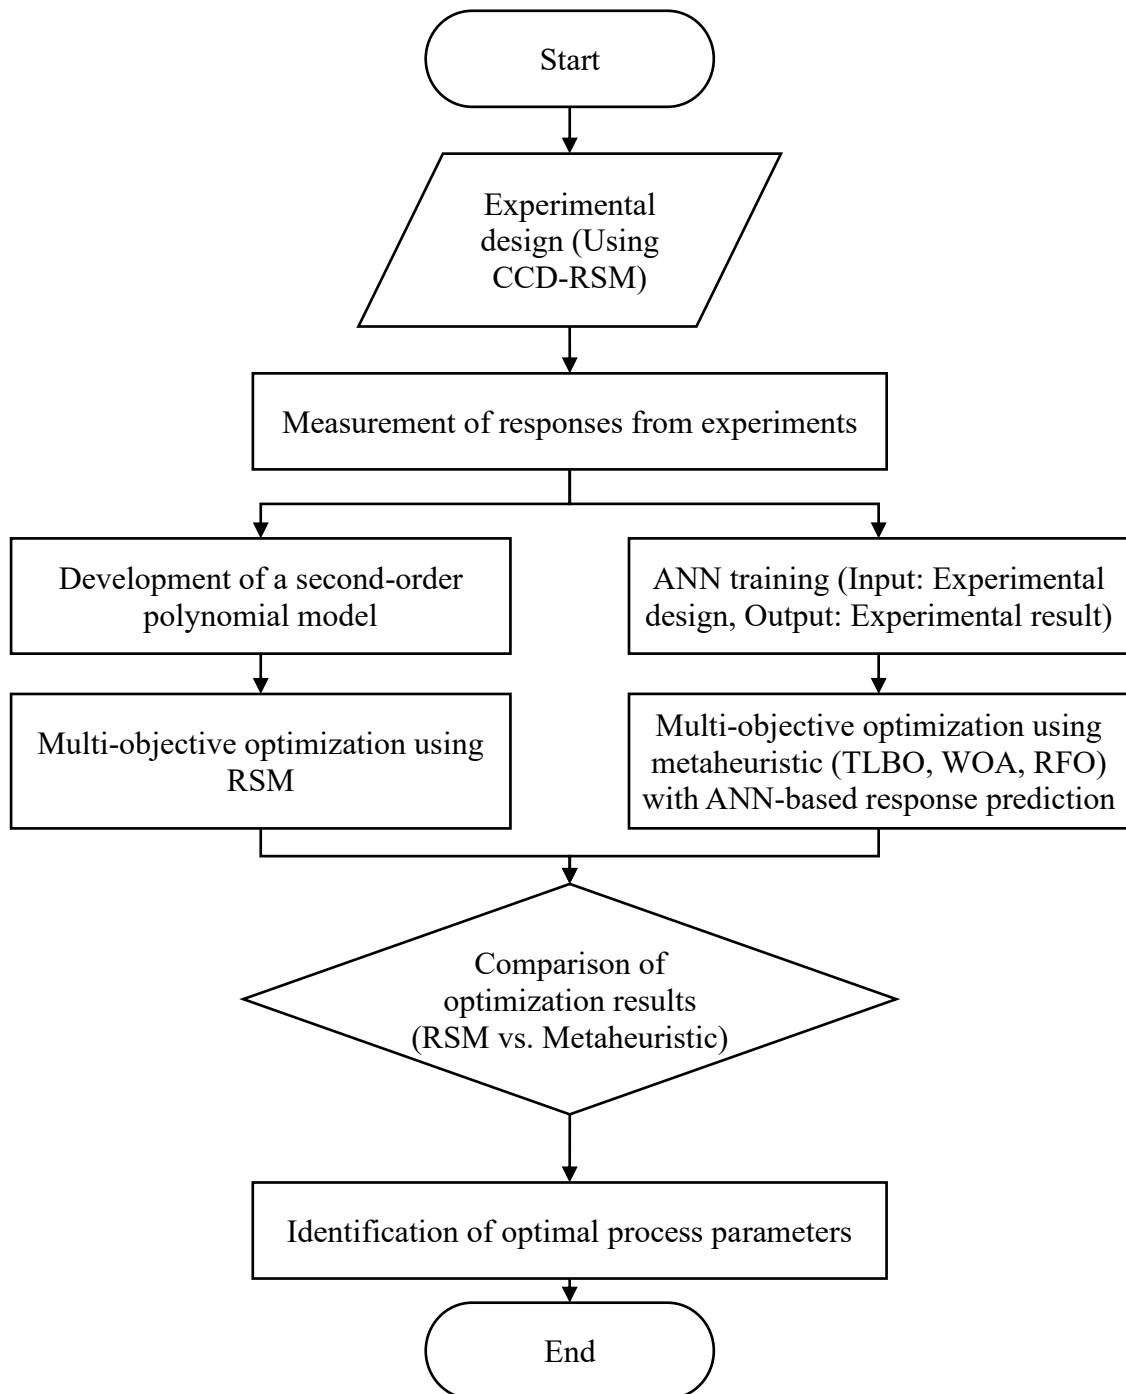 Start
Experimental
design (Using
CCD-RSM)
Measurement of responses from experiments
Development of a second-order
polynomial model
ANN training (Input: Experimental
design, Output: Experimental result)
Multi-objective optimization using
RSM
Multi-objective optimization using
metaheuristic (TLBO, WOA, RFO)
with ANN-based response prediction
Comparison of
optimization results
(RSM vs. Metaheuristic)
Identification of optimal process parameters
End